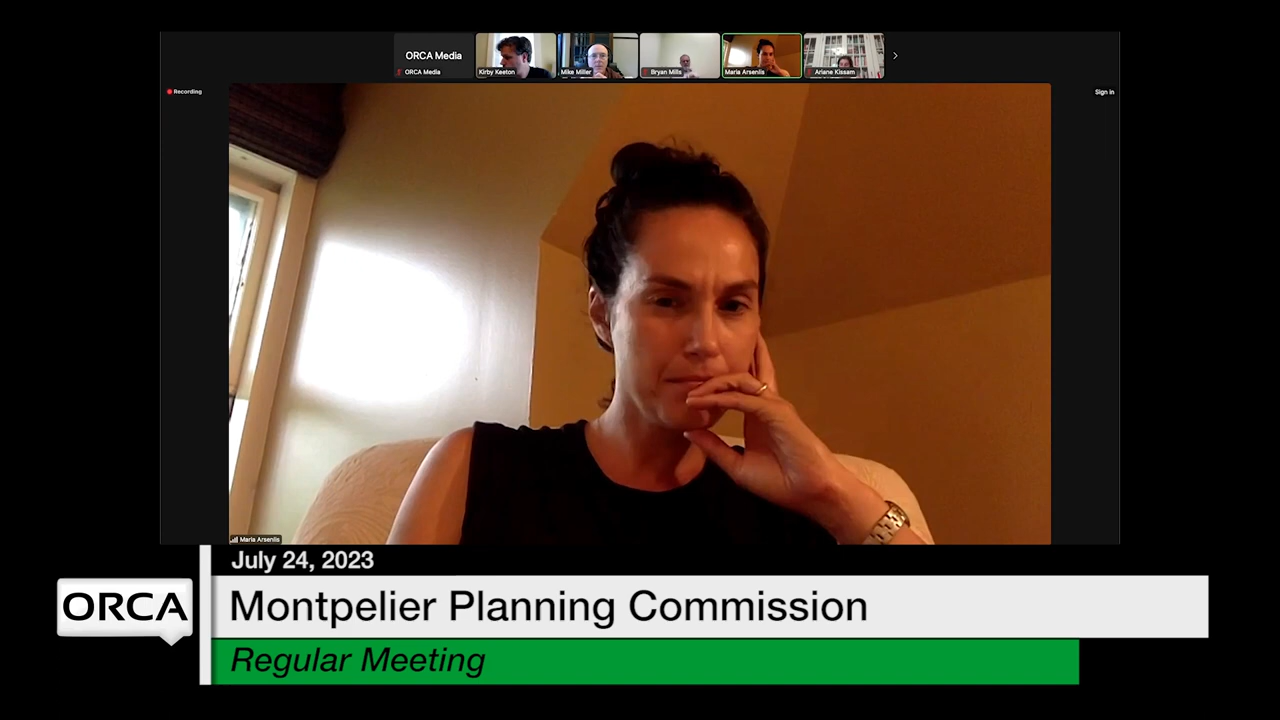 ORCA Media
ORCA Media
Kirby Keeton
Mike Miller
Bryan Mills
Maria Arsenlis
Ariane Kissam
Recording
Sign in
Maria Arsenlis
July 24, 2023
ORCA
Montpelier Planning Commission
Regular Meeting